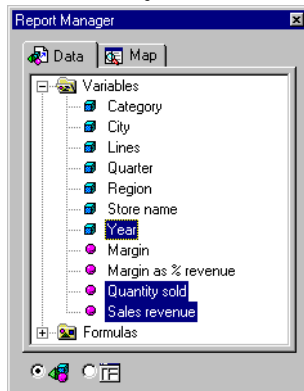 Report Manager
Data Map
Variables
Category
City
Lines
Quarter
Region
Store name
Year
Margin
Margin as % revenue
Quantity sold
Sales revenue
Formulas